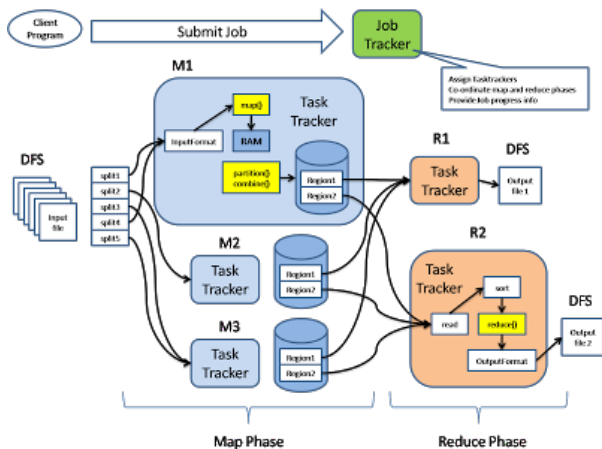 Client
Program
Submit Job
Job
Tracker
Assign Tasktrackers
Co-ordinate map and reduce phases
Provide Job progress info
M1
map()
Task
Tracker
InputFormat
RAM
partition()
combine()
Region1
Region2
DFS
Input
file
split1
split2
split3
split4
split5
M2
Task
Tracker
Region1
Region2
M3
Task
Tracker
Region1
Region2
R1
Task
Tracker
DFS
Output
file 1
R2
Task
Tracker
sort
read
reduce()
OutputFormat
DFS
Output
file 2
Map Phase
Reduce Phase